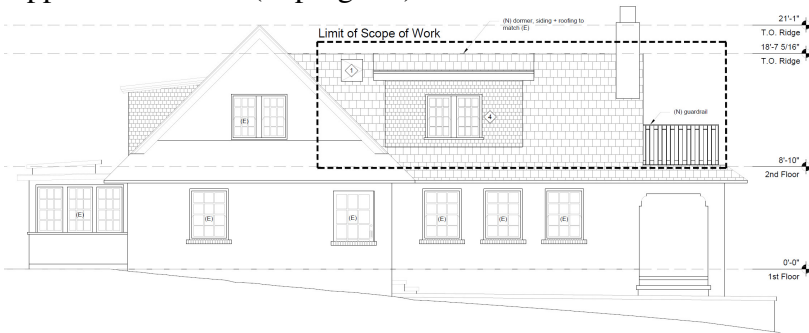 21'-1"
T.O. Ridge
(N) dormer, siding + roofing to
match (E)
Limit of Scope of Work
18'-7 5/16"
T.O. Ridge
1
(E)
4
(N) guardrail
8'-10"
2nd Floor
(E)
(E)
(E)
(E)
(E)
(E)
0'-0"
1st Floor